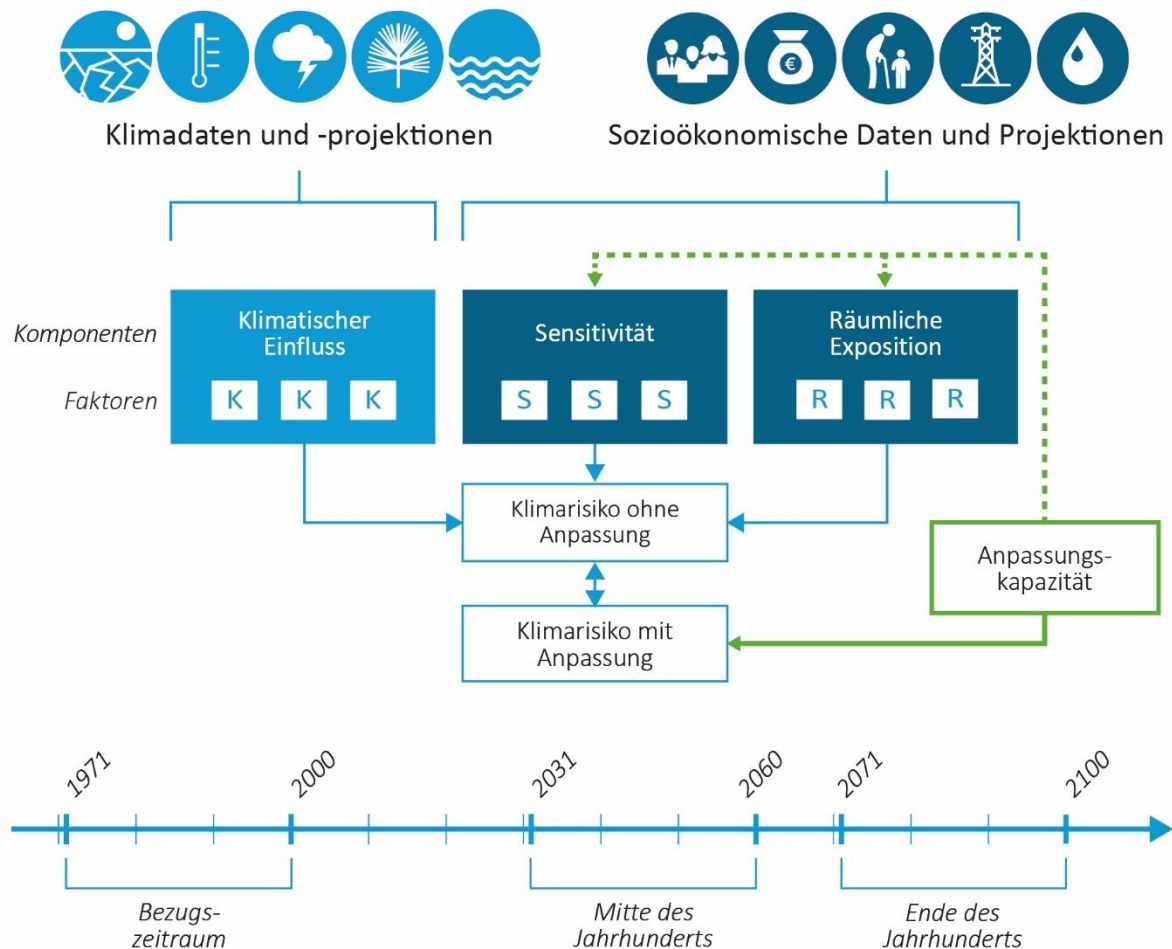 €
Klimadaten und -projektionen
Sozioökonomische Daten und Projektionen
Komponenten
Faktoren
Klimatischer
Einfluss
K K K
Sensitivität
S S S
Räumliche
Exposition
R R R
Klimarisiko ohne
Anpassung
Klimarisiko mit
Anpassung
Anpassungs-
kapazität
1971
2000
2031
2060
2071
2100
Bezugs-
zeitraum
Mitte des
Jahrhunderts
Ende des
Jahrhunderts